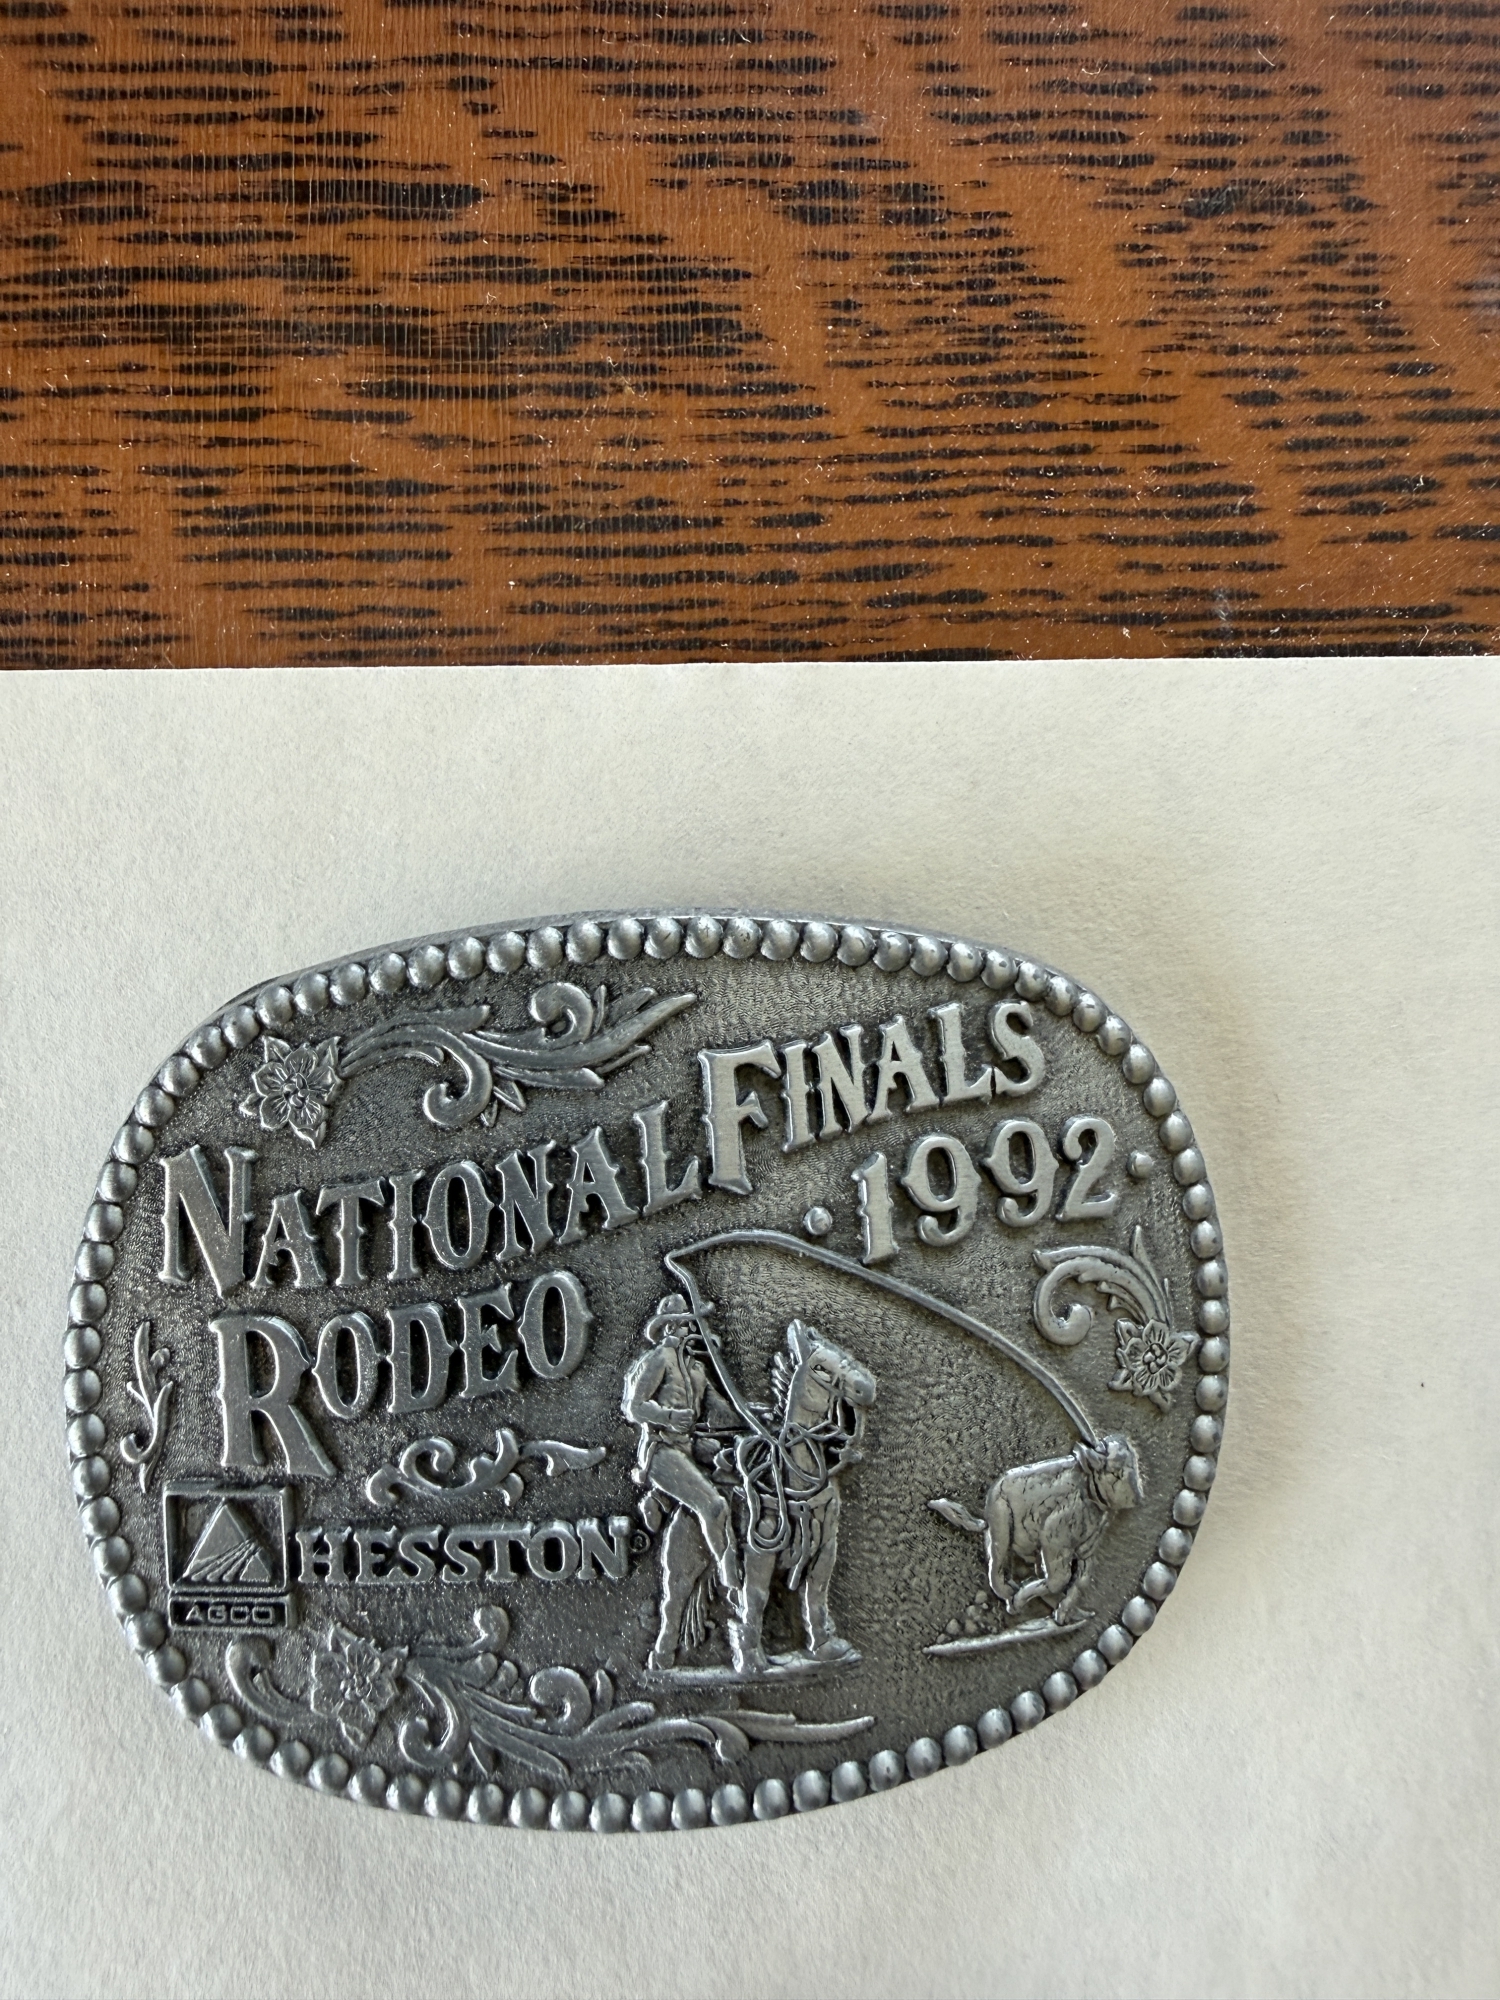 NATIONAL FINALS
RODEO
·1992·
HESSTON®
AGCO